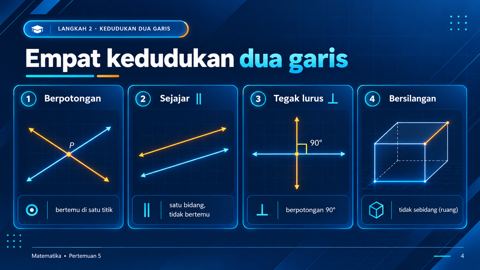 LANGKAH 2 • KEDUDUKAN DUA GARIS
Empat kedudukan dua garis
1 Berpotongan
P
bertemu di satu titik
2 Sejajar ||
|| satu bidang,
tidak bertemu
3 Tegak lurus ⊥
90°
⊥ berpotongan 90°
4 Bersilangan
tidak sebidang (ruang)
Matematika • Pertemuan 5
4